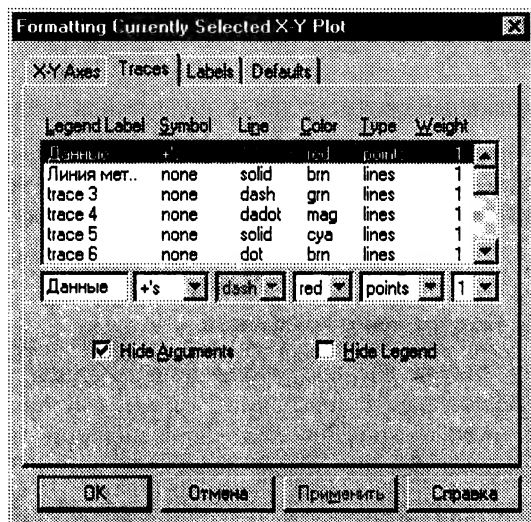 Formatting Currently Selected X-Y Plot
X-Y Axes Traces Labels Defaults
Legend Label Symbol Line Color Type Weight
Данные +'s red points 1
Линия мет.. none solid brn lines 1
trace 3 none dash grn lines 1
trace 4 none dadot mag lines 1
trace 5 none solid cya lines 1
trace 6 none dot brn lines 1
Данные +'s dash red points 1
Hide Arguments Hide Legend
OK Отмена Применить Справка